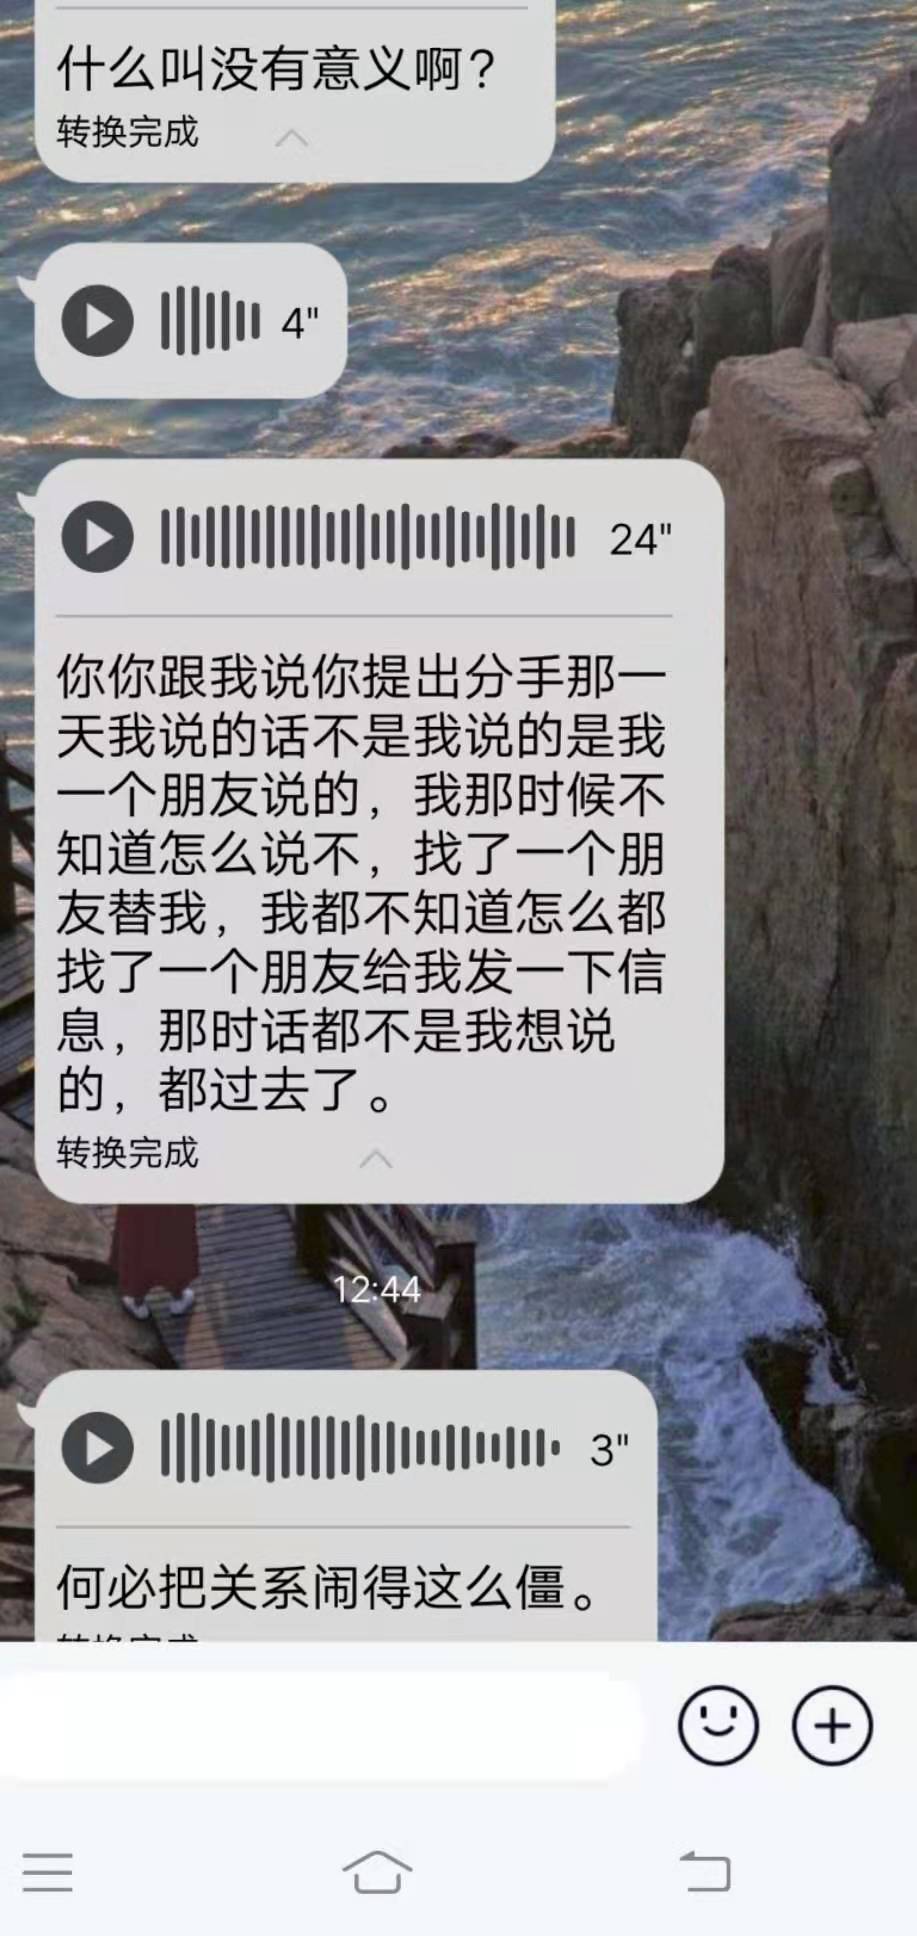 什么叫没有意义啊？
转换完成
4"
24"
你你跟我说你提出分手那一
天我说的话不是我说的是我
一个朋友说的，我那时候不
知道怎么说不，找了一个朋
友替我，我都不知道怎么都
找了一个朋友给我发一下信
息，那时话都不是我想说
的，都过去了。
转换完成
12:44
3"
何必把关系闹得这么僵。